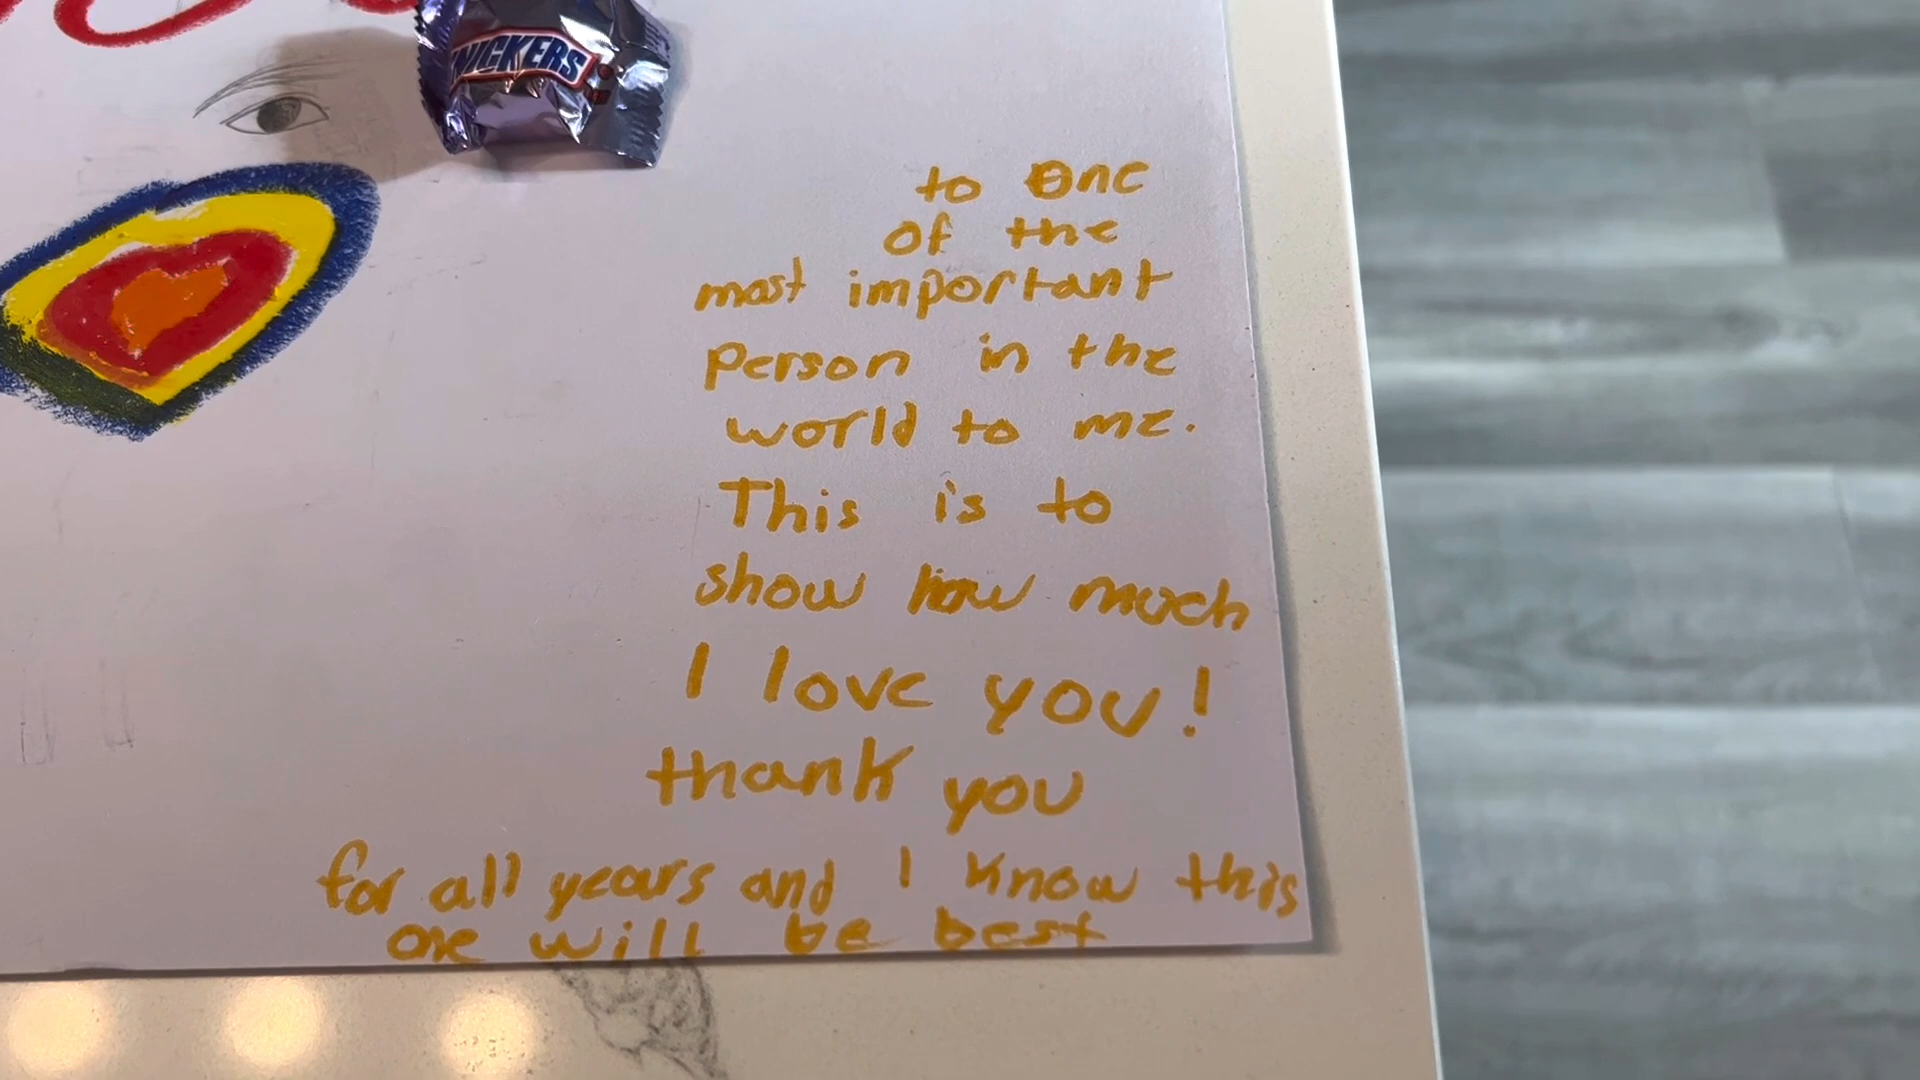 SNICKERS
to One
of the
most important
Person in the
world to me.
This is to
show how much
I love you!
thank you
for all years and I know this
one will be best